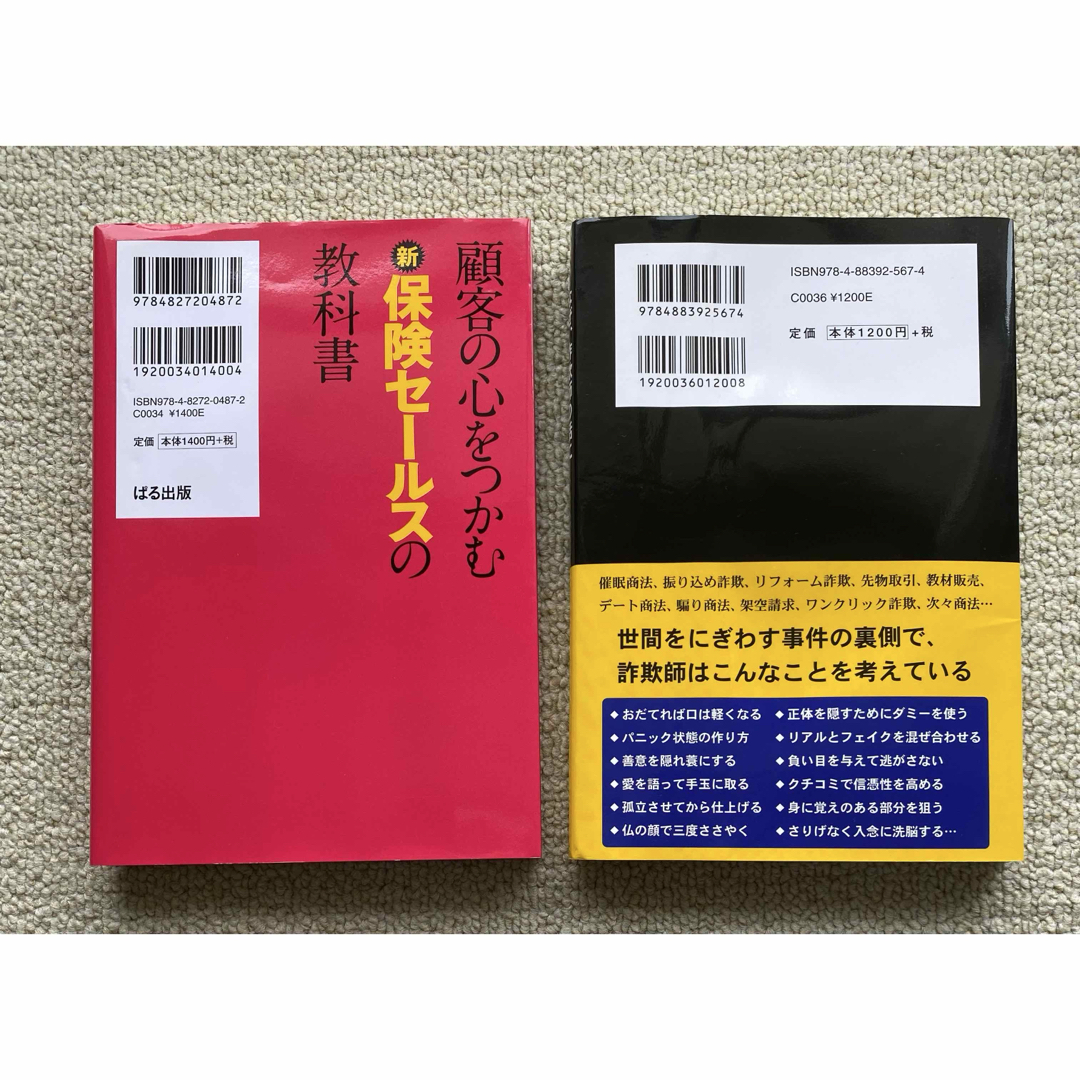 顧客の心をつかむ
新 保険セールスの
教科書
9784827204872
1920034014004
ISBN978-4-8272-0487-2
C0034 ¥1400E
定価 本体1400円+税
ぱる出版
9784883925674
1920036012008
ISBN978-4-88392-567-4
C0036 ¥1200E
定価 本体1200円+税
催眠商法、振り込め詐欺、リフォーム詐欺、先物取引、教材販売、
デート商法、騙り商法、架空請求、ワンクリック詐欺、次々商法…
世間をにぎわす事件の裏側で、
詐欺師はこんなことを考えている
◆おだてれば口は軽くなる
◆パニック状態の作り方
◆善意を隠れ蓑にする
◆愛を語って手玉に取る
◆孤立させてから仕上げる
◆仏の顔で三度ささやく
◆正体を隠すためにダミーを使う
◆リアルとフェイクを混ぜ合わせる
◆負い目を与えて逃がさない
◆クチコミで信憑性を高める
◆身に覚えのある部分を狙う
◆さりげなく入念に洗脳する…